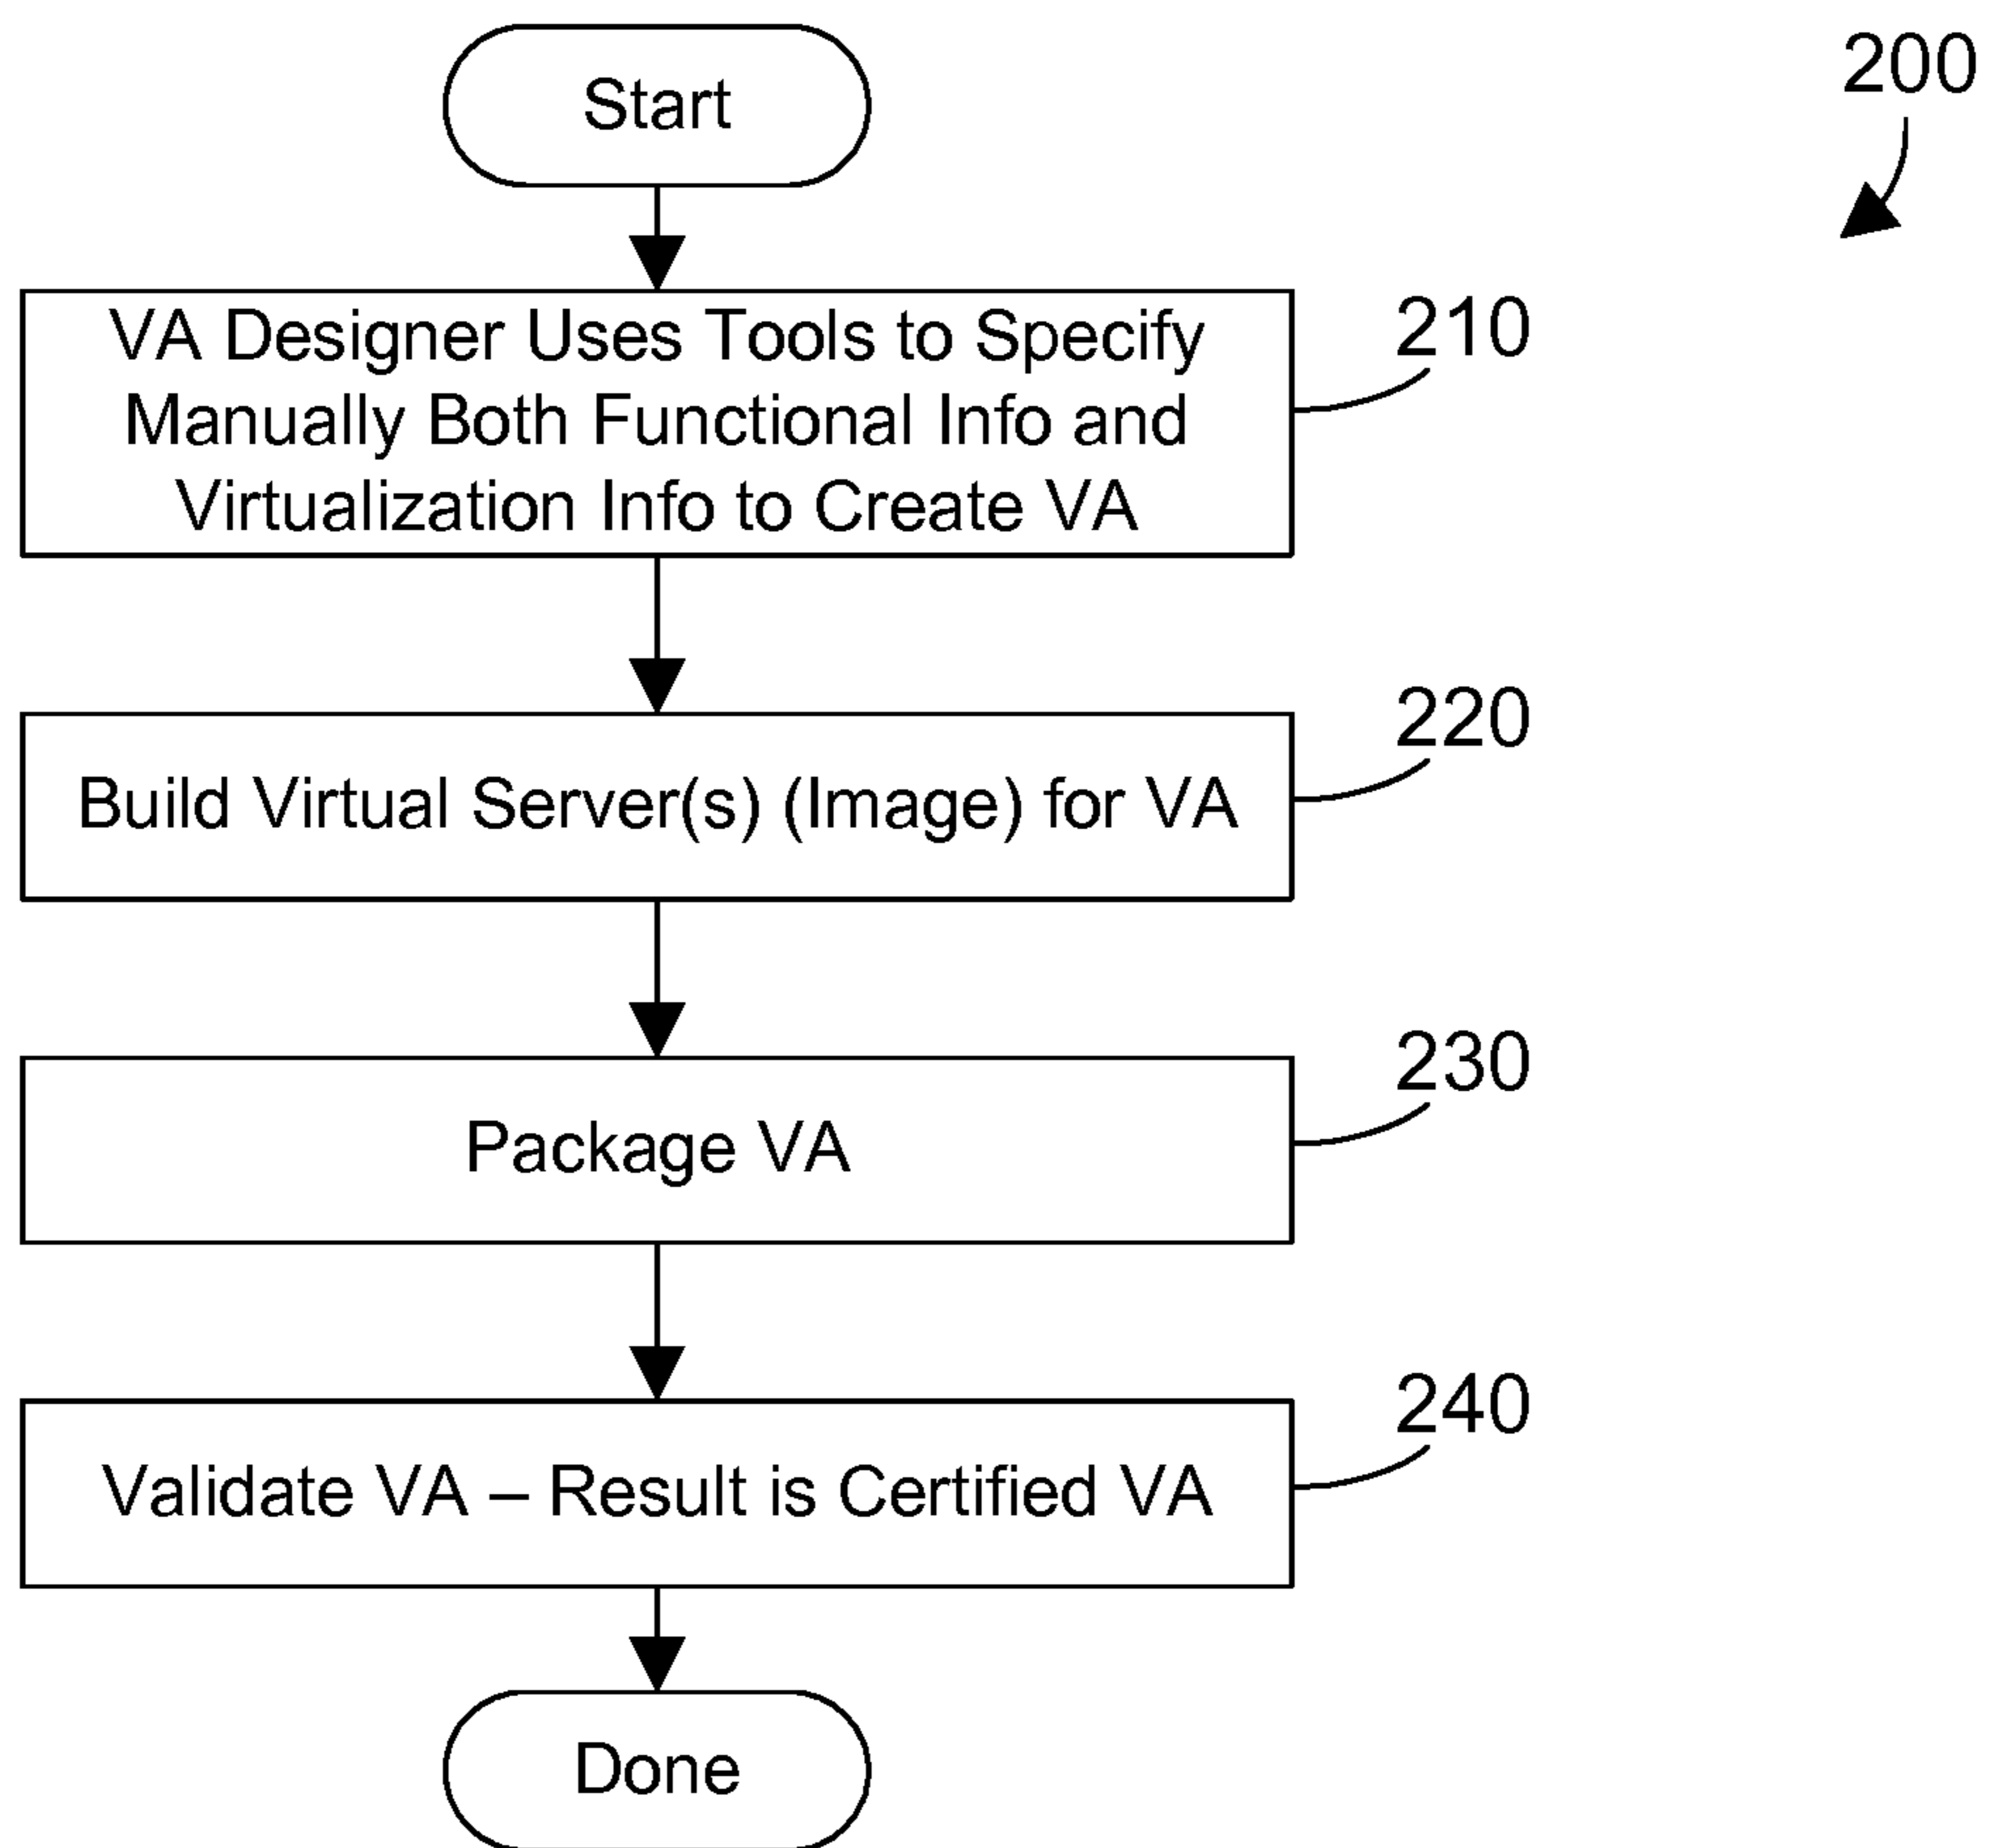 Start
200
VA Designer Uses Tools to Specify
Manually Both Functional Info and
Virtualization Info to Create VA
210
Build Virtual Server(s) (Image) for VA
220
Package VA
230
Validate VA – Result is Certified VA
240
Done